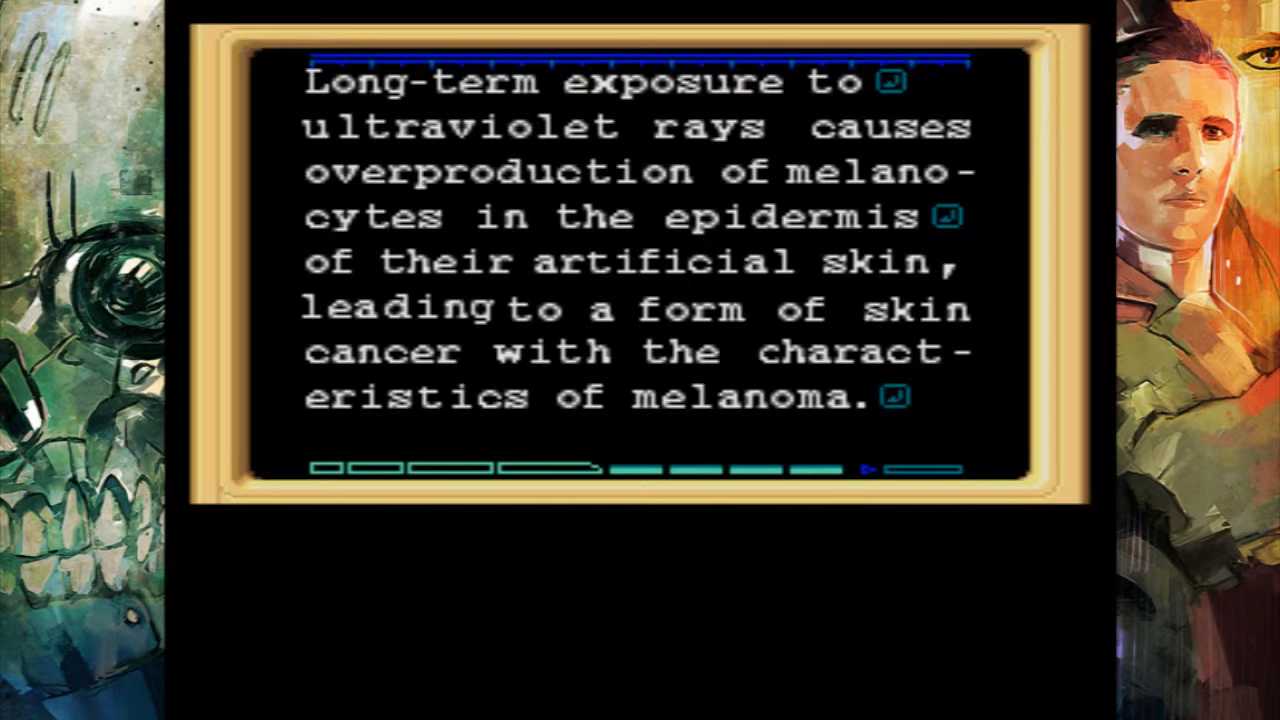 Long-term exposure to
ultraviolet rays causes
overproduction of melano-
cytes in the epidermis
of their artificial skin,
leading to a form of skin
cancer with the charact-
eristics of melanoma.